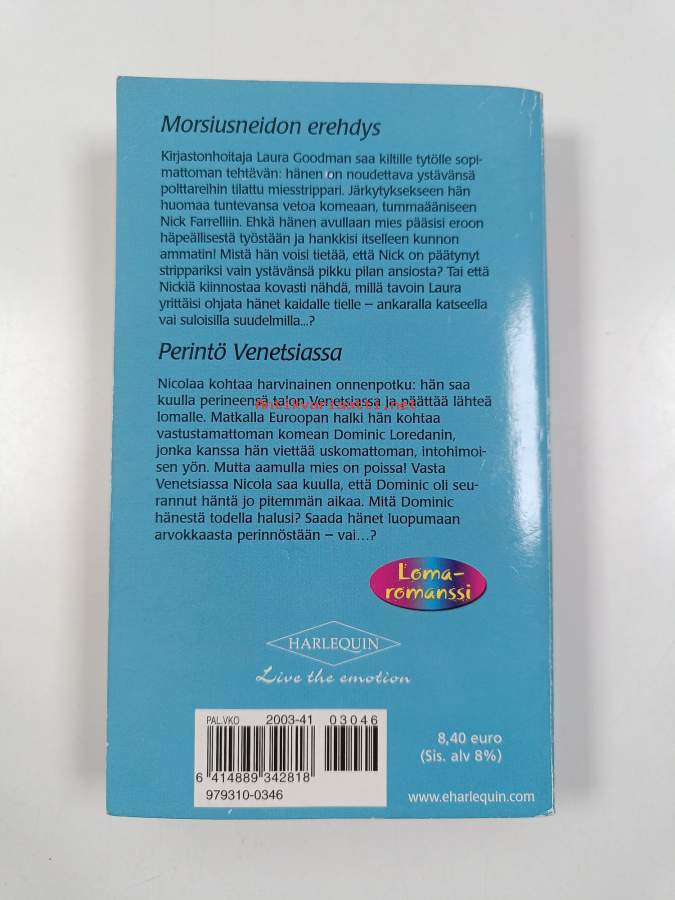 Morsiusneidon erehdys
Kirjastonhoitaja Laura Goodman saa kiltille tytölle sopi-
mattoman tehtävän: hänen on noudettava ystävänsä
polttareihin tilattu miesstrippari. Järkytyksekseen hän
huomaa tuntevansa vetoa komeaan, tummaääniseen
Nick Farrelliin. Ehkä hänen avullaan mies pääsisi eroon
häpeällisestä työstään ja hankkisi itselleen kunnon
ammatin! Mistä hän voisi tietää, että Nick on päätynyt
strippariksi vain ystävänsä pikku pilan ansiosta? Tai että
Nickiä kiinnostaa kovasti nähdä, millä tavoin Laura
yrittäisi ohjata hänet kaidalle tielle – ankaralla katseella
vai suloisilla suudelmilla...?
Perintö Venetsiassa
Nicolaa kohtaa harvinainen onnenpotku: hän saa
kuulla perineensä talon Venetsiassa ja päättää lähteä
Antikvariaatti.net
lomalle. Matkalla Euroopan halki hän kohtaa
vastustamattoman komean Dominic Loredanin,
jonka kanssa hän viettää uskomattoman, intohimoi-
sen yön. Mutta aamulla mies on poissa! Vasta
Venetsiassa Nicola saa kuulla, että Dominic oli seu-
rannut häntä jo pitemmän aikaa. Mitä Dominic
hänestä todella halusi? Saada hänet luopumaan
arvokkaasta perinnöstään – vai...?
Loma-
romanssi
HARLEQUIN
Live the emotion
PAL.VKO 2003-41 03046
6 414889 342818
979310-0346
8,40 euro
(Sis. alv 8%)
www.eharlequin.com